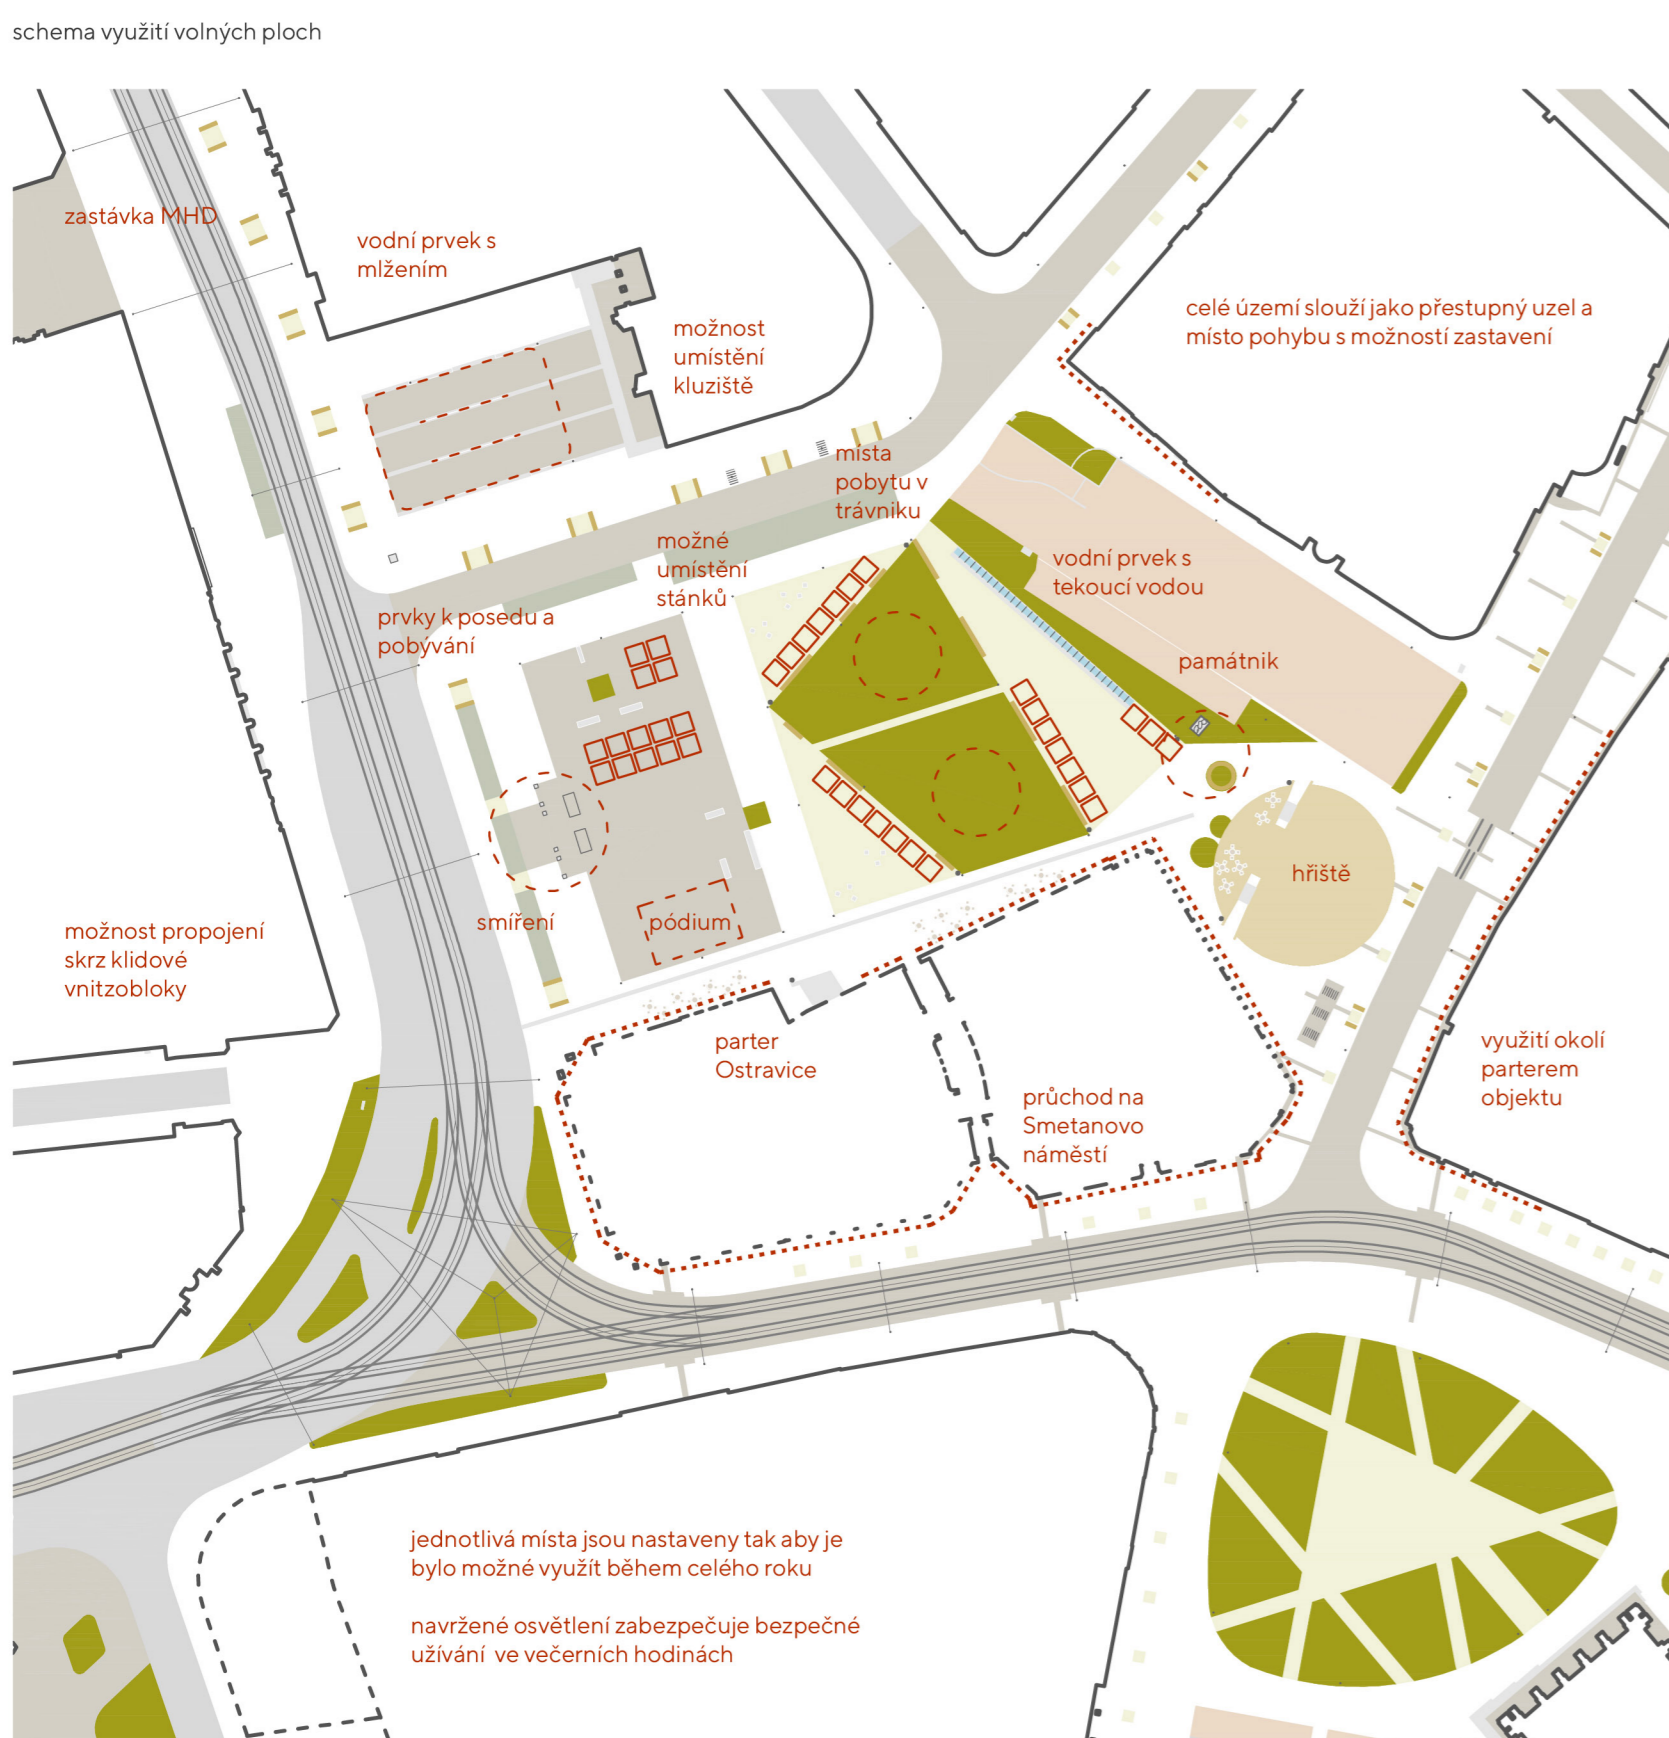 schema využití volných ploch
zastávka MHD
vodní prvek s
mlžením
možnost
umístění
kluziště
celé území slouží jako přestupný uzel a
místo pohybu s možností zastavení
místa
pobytu v
trávniku
možné
umístění
stánků
vodní prvek s
tekoucí vodou
prvky k posedu a
pobývání
památnik
hřiště
smíření
pódium
možnost propojení
skrz klidové
vnitzobloky
parter
Ostravice
průchod na
Smetanovo
náměstí
využití okolí
parterem
objektu
jednotlivá místa jsou nastaveny tak aby je
bylo možné využít během celého roku
navržené osvětlení zabezpečuje bezpečné
užívání  ve večerních hodinách